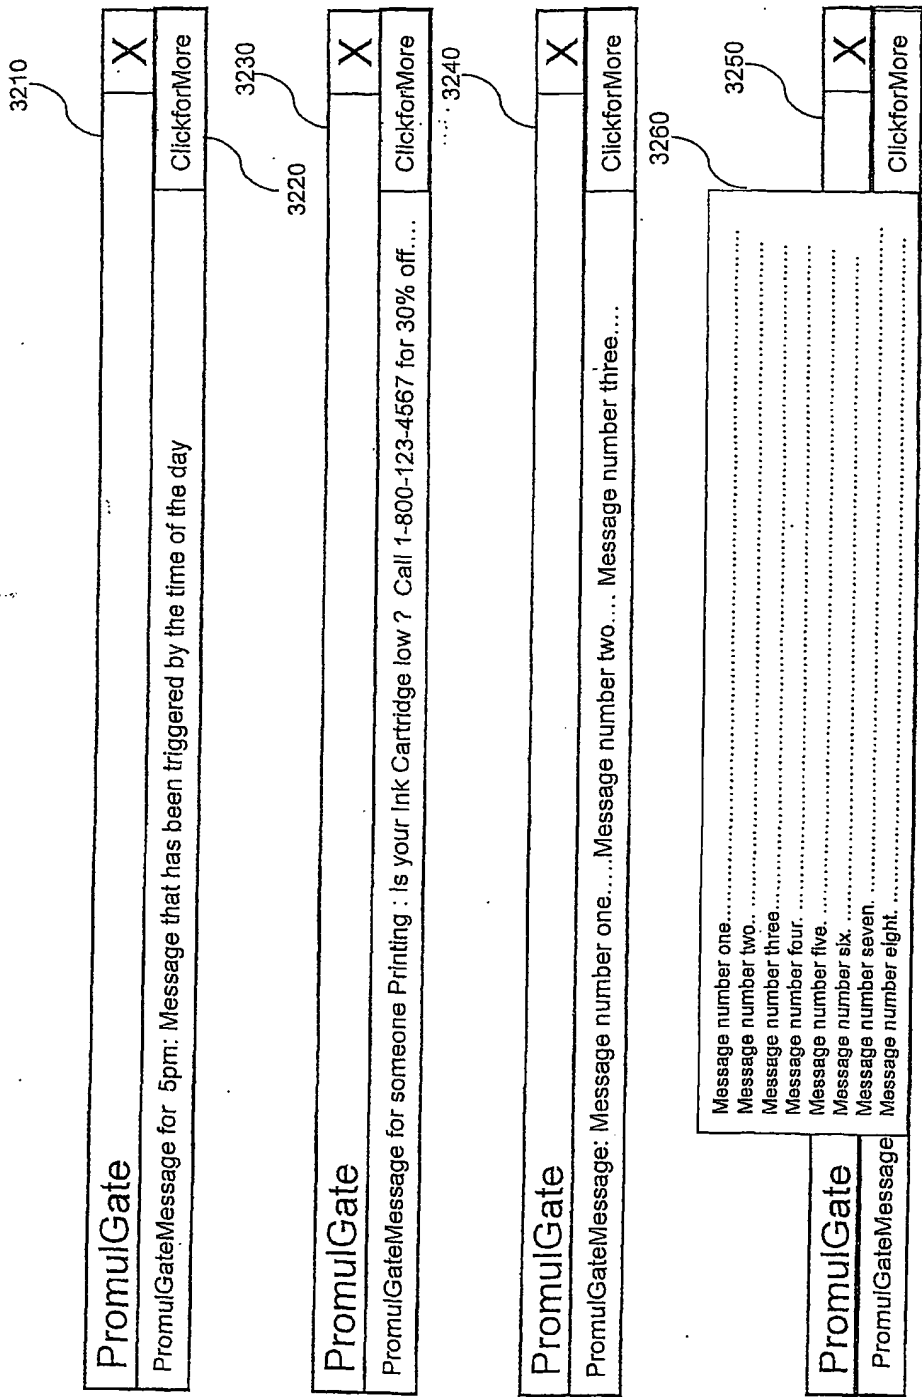 3210
PromulGate X
PromulGateMessage for 5pm: Message that has been triggered by the time of the day ClickforMore
3220
3230
PromulGate X
PromulGateMessage for someone Printing : Is your Ink Cartridge low ? Call 1-800-123-4567 for 30% off.... ClickforMore
3240
PromulGate X
PromulGateMessage: Message number one.....Message number two.... Message number three.... ClickforMore
3260
3250
Message number one....................
Message number two....................
Message number three....................
Message number four. ....................
Message number five. ....................
Message number six. ....................
Message number seven. ....................
Message number eight. ....................
PromulGate X
PromulGateMessage ClickforMore